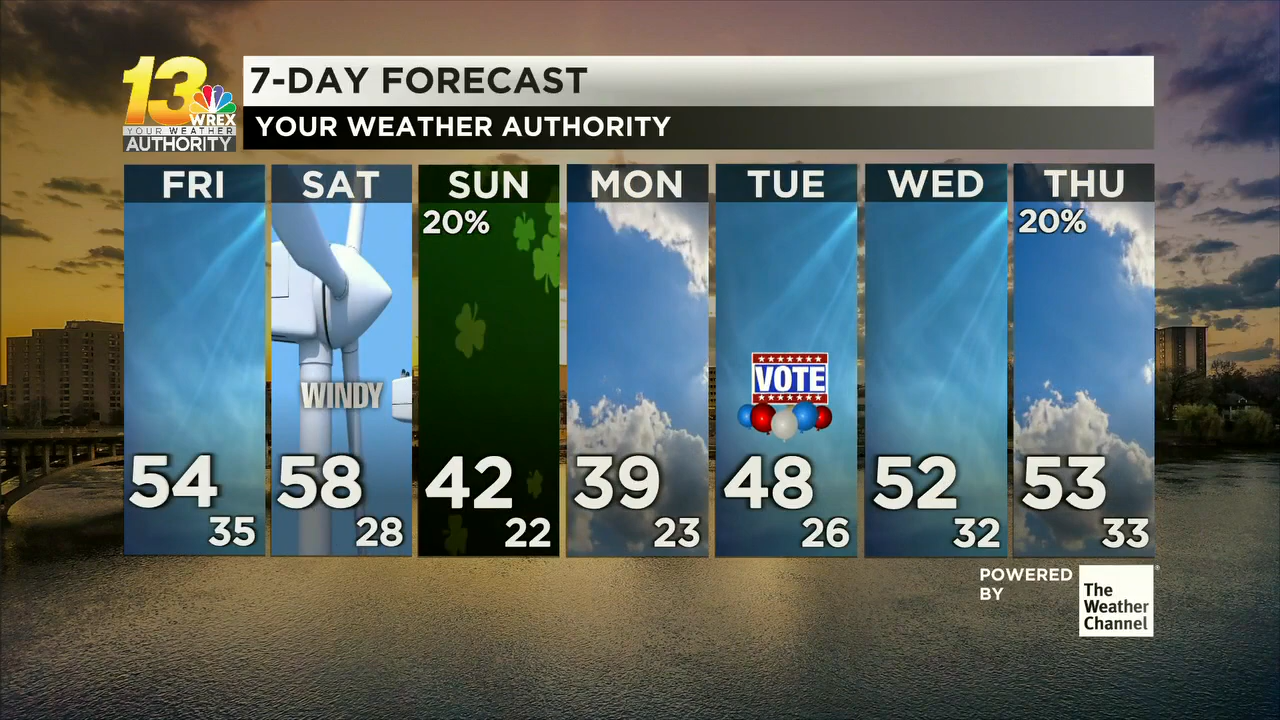 13
WREX
YOUR WEATHER
AUTHORITY
7-DAY FORECAST
YOUR WEATHER AUTHORITY
FRI
54
35
SAT
WINDY
58
28
SUN
20%
42
22
MON
39
23
TUE
VOTE
48
26
WED
52
32
THU
20%
53
33
POWERED
BY
The
Weather
Channel